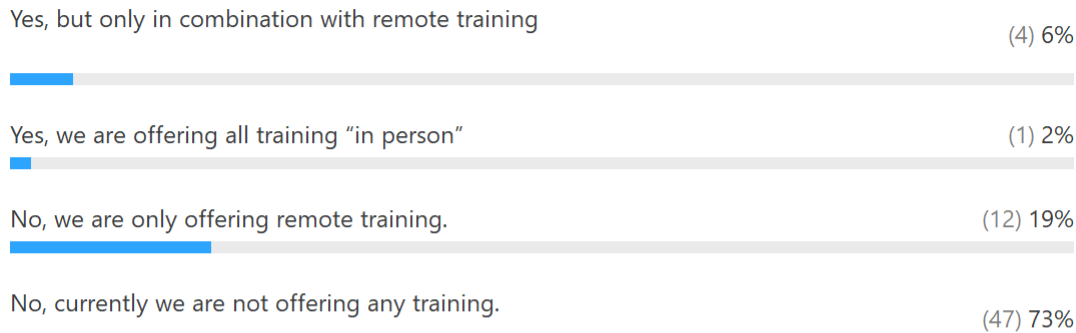 Yes, but only in combination with remote training
(4) 6%
Yes, we are offering all training “in person” (1) 2%
No, we are only offering remote training. (12) 19%
No, currently we are not offering any training.
(47) 73%